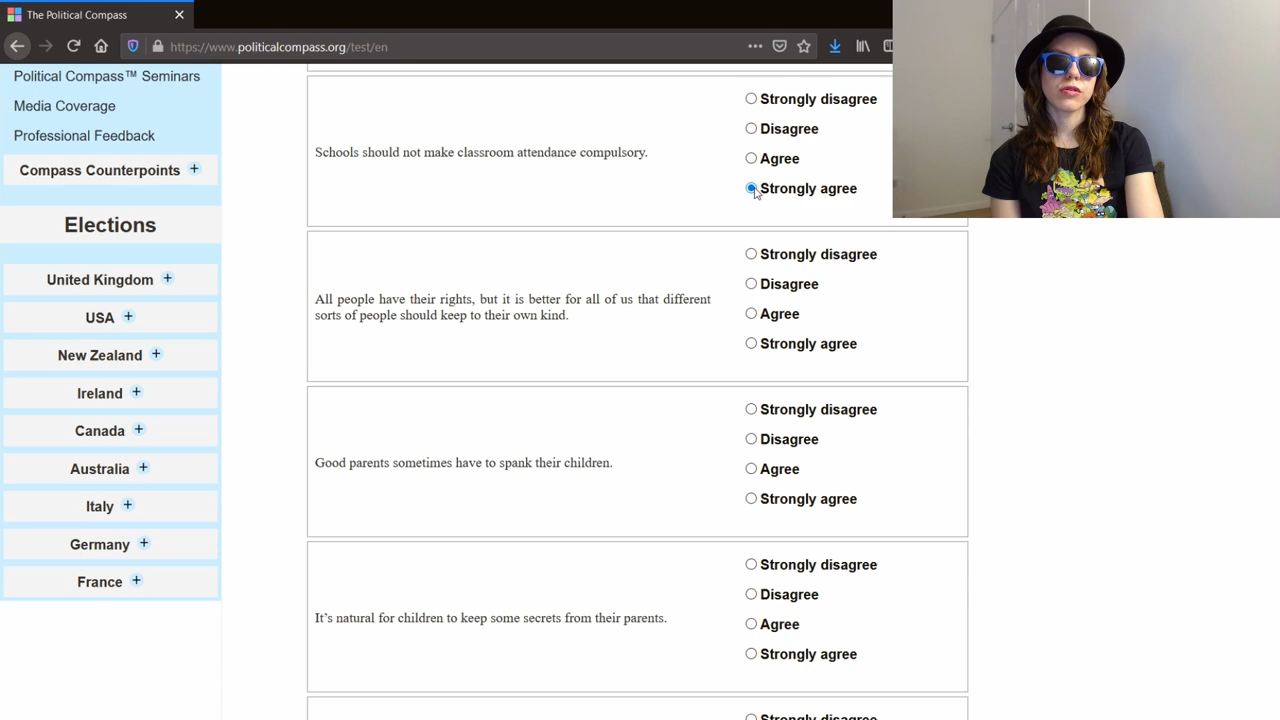 The Political Compass
https://www.politicalcompass.org/test/en
Political Compass™ Seminars
Media Coverage
Professional Feedback
Compass Counterpoints +
Elections
United Kingdom +
USA +
New Zealand +
Ireland +
Canada +
Australia +
Italy +
Germany +
France +
Schools should not make classroom attendance compulsory.
Strongly disagree
Disagree
Agree
Strongly agree
All people have their rights, but it is better for all of us that different
sorts of people should keep to their own kind.
Strongly disagree
Disagree
Agree
Strongly agree
Good parents sometimes have to spank their children.
Strongly disagree
Disagree
Agree
Strongly agree
It's natural for children to keep some secrets from their parents.
Strongly disagree
Disagree
Agree
Strongly agree
Strongly disagree